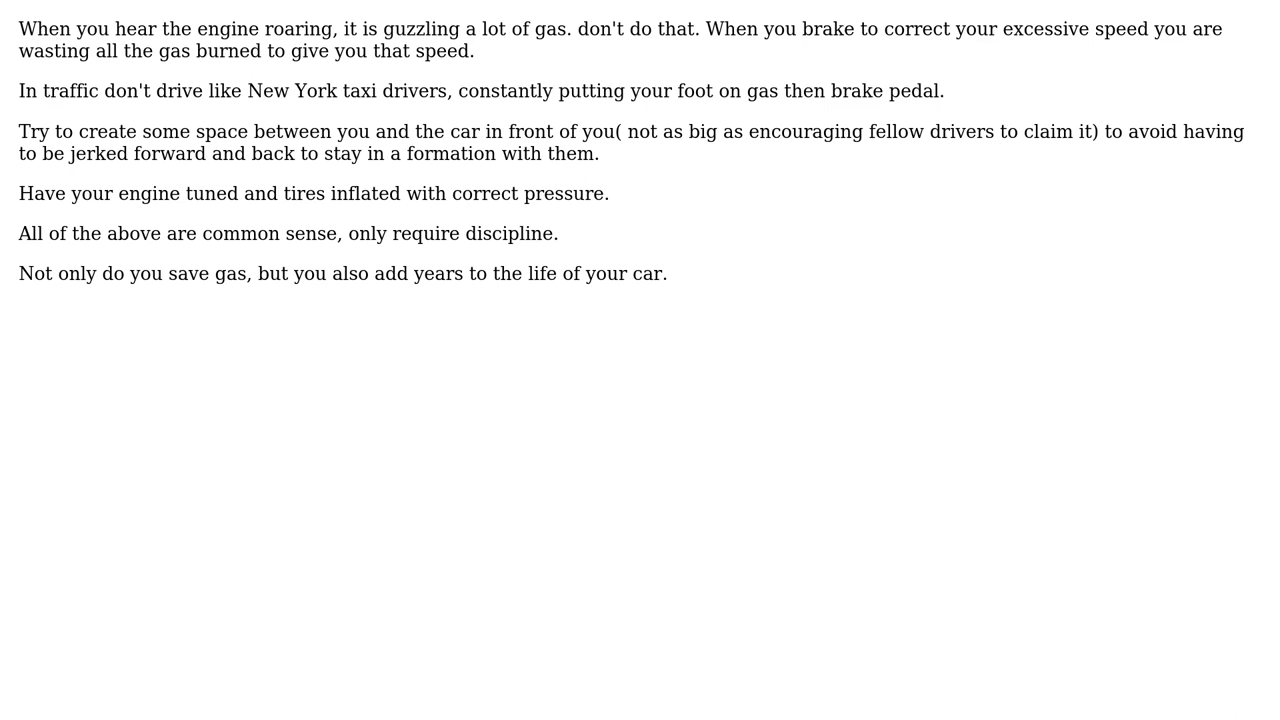 When you hear the engine roaring, it is guzzling a lot of gas. don't do that. When you brake to correct your excessive speed you are
wasting all the gas burned to give you that speed.
In traffic don't drive like New York taxi drivers, constantly putting your foot on gas then brake pedal.
Try to create some space between you and the car in front of you( not as big as encouraging fellow drivers to claim it) to avoid having
to be jerked forward and back to stay in a formation with them.
Have your engine tuned and tires inflated with correct pressure.
All of the above are common sense, only require discipline.
Not only do you save gas, but you also add years to the life of your car.